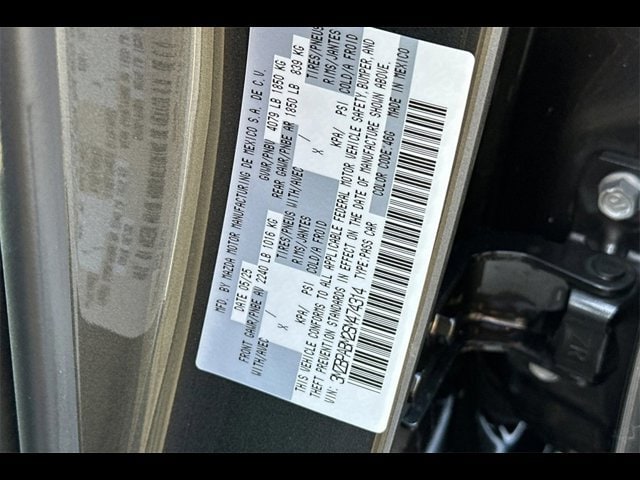 MFD. BY MAZDA MOTOR MANUFACTURING DE MEXICO S.A. DE C.V.
DATE 05/25 GVWR/PNBV 4079 LB 1850 KG
FRONT GAWR/PNBE AV 2240 LB 1016 KG REAR GAWR/PNBE AR 1850 LB 839 KG
WITH/AVEC / TIRES/PNEUS WITH/AVEC / TIRES/PNEUS
X RIMS/JANTES X RIMS/JANTES
KPA/ PSI COLD/A FROID KPA/ PSI COLD/A FROID
THIS VEHICLE CONFORMS TO ALL APPLICABLE FEDERAL MOTOR VEHICLE SAFETY, BUMPER, AND
THEFT PREVENTION STANDARDS IN EFFECT ON THE DATE OF MANUFACTURE SHOWN ABOVE.
VIN: TYPE:PASS CAR COLOR CODE:46G MADE IN MEXICO